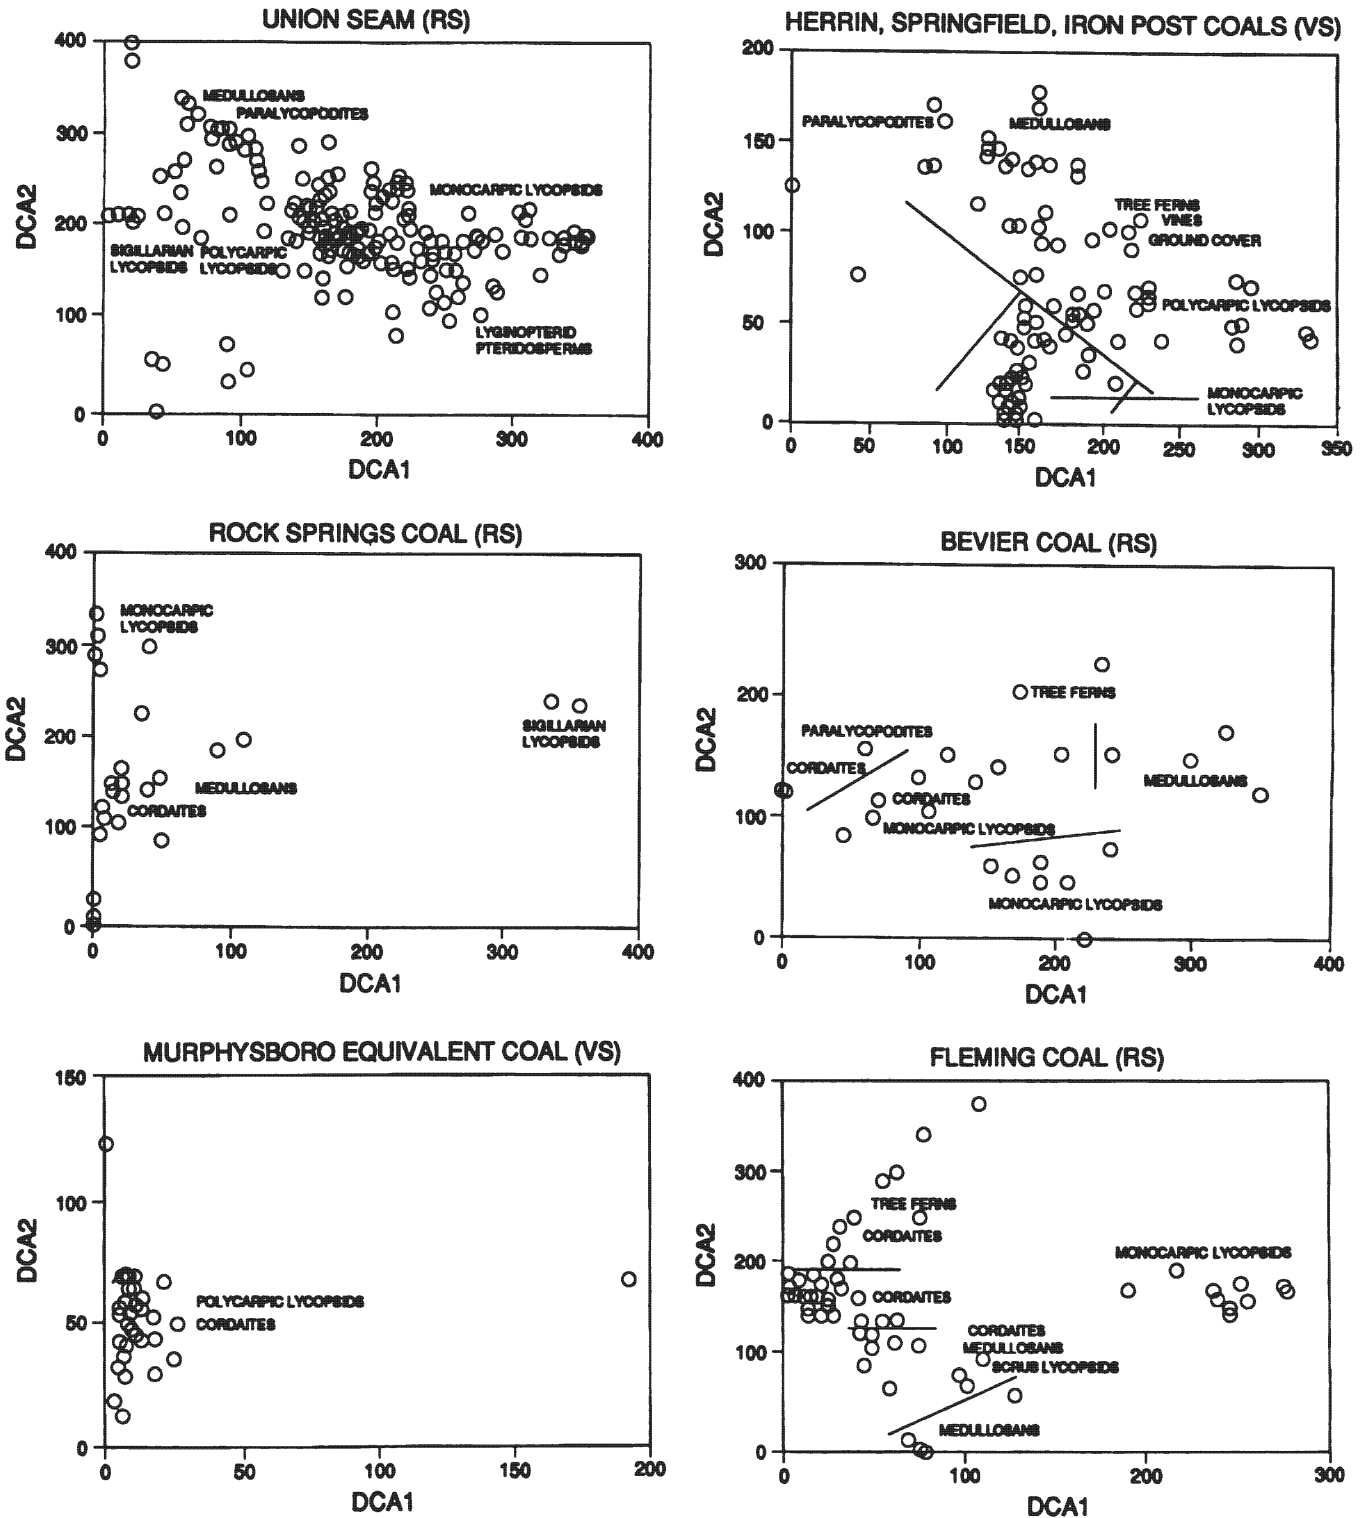 UNION SEAM (RS)
400
300
200
100
0
DCA2
MEDULLOSANS
PARALYCOPODITES
MONOCARPIC LYCOPSIDS
SIGILLARIAN
LYCOPSIDS
POLYCARPIC
LYCOPSIDS
LYGINOPTERID
PTERIDOSPERMS
0
100
200
300
400
DCA1
HERRIN, SPRINGFIELD, IRON POST COALS (VS)
200
150
100
50
0
DCA2
PARALYCOPODITES
MEDULLOSANS
TREE FERNS
VINES
GROUND COVER
POLYCARPIC LYCOPSIDS
MONOCARPIC
LYCOPSIDS
0
50
100
150
200
250
300
350
DCA1
ROCK SPRINGS COAL (RS)
400
300
200
100
0
DCA2
MONOCARPIC
LYCOPSIDS
SIGILLARIAN
LYCOPSIDS
MEDULLOSANS
CORDAITES
0
100
200
300
400
DCA1
BEVIER COAL (RS)
300
200
100
0
DCA2
TREE FERNS
PARALYCOPODITES
CORDAITES
MEDULLOSANS
CORDAITES
MONOCARPIC LYCOPSIDS
MONOCARPIC LYCOPSIDS
0
100
200
300
400
DCA1
MURPHYSBORO EQUIVALENT COAL (VS)
150
100
50
0
DCA2
POLYCARPIC LYCOPSIDS
CORDAITES
0
50
100
150
200
DCA1
FLEMING COAL (RS)
400
300
200
100
0
DCA2
TREE FERNS
CORDAITES
MONOCARPIC LYCOPSIDS
CORDAITES
CORDAITES
MEDULLOSANS
SCRUB LYCOPSIDS
MEDULLOSANS
0
100
200
300
DCA1